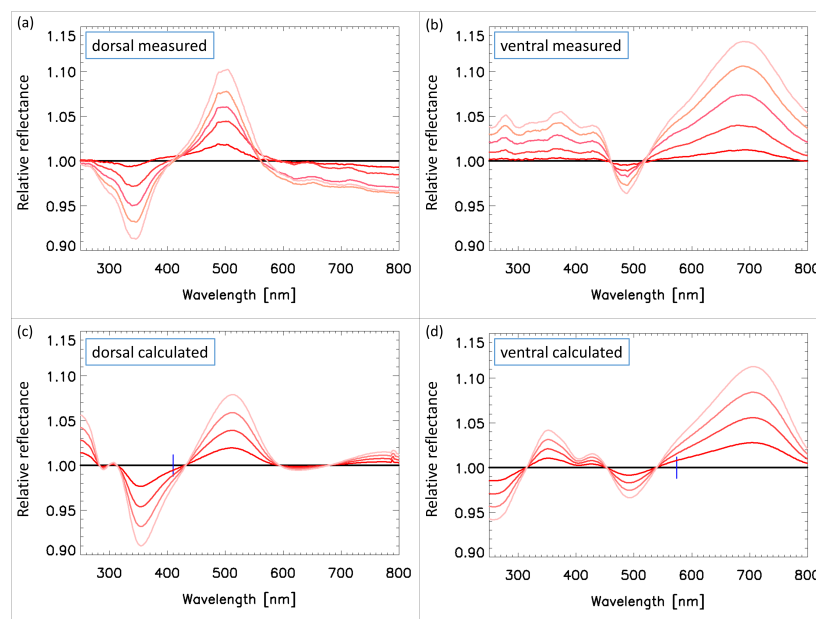 (a)
dorsal measured
1.15
1.10
1.05
1.00
0.95
0.90
Relative reflectance
300 400 500 600 700 800
Wavelength [nm]
(b)
ventral measured
1.15
1.10
1.05
1.00
0.95
0.90
Relative reflectance
300 400 500 600 700 800
Wavelength [nm]
(c)
dorsal calculated
1.15
1.10
1.05
1.00
0.95
0.90
Relative reflectance
300 400 500 600 700 800
Wavelength [nm]
(d)
ventral calculated
1.15
1.10
1.05
1.00
0.95
0.90
Relative reflectance
300 400 500 600 700 800
Wavelength [nm]